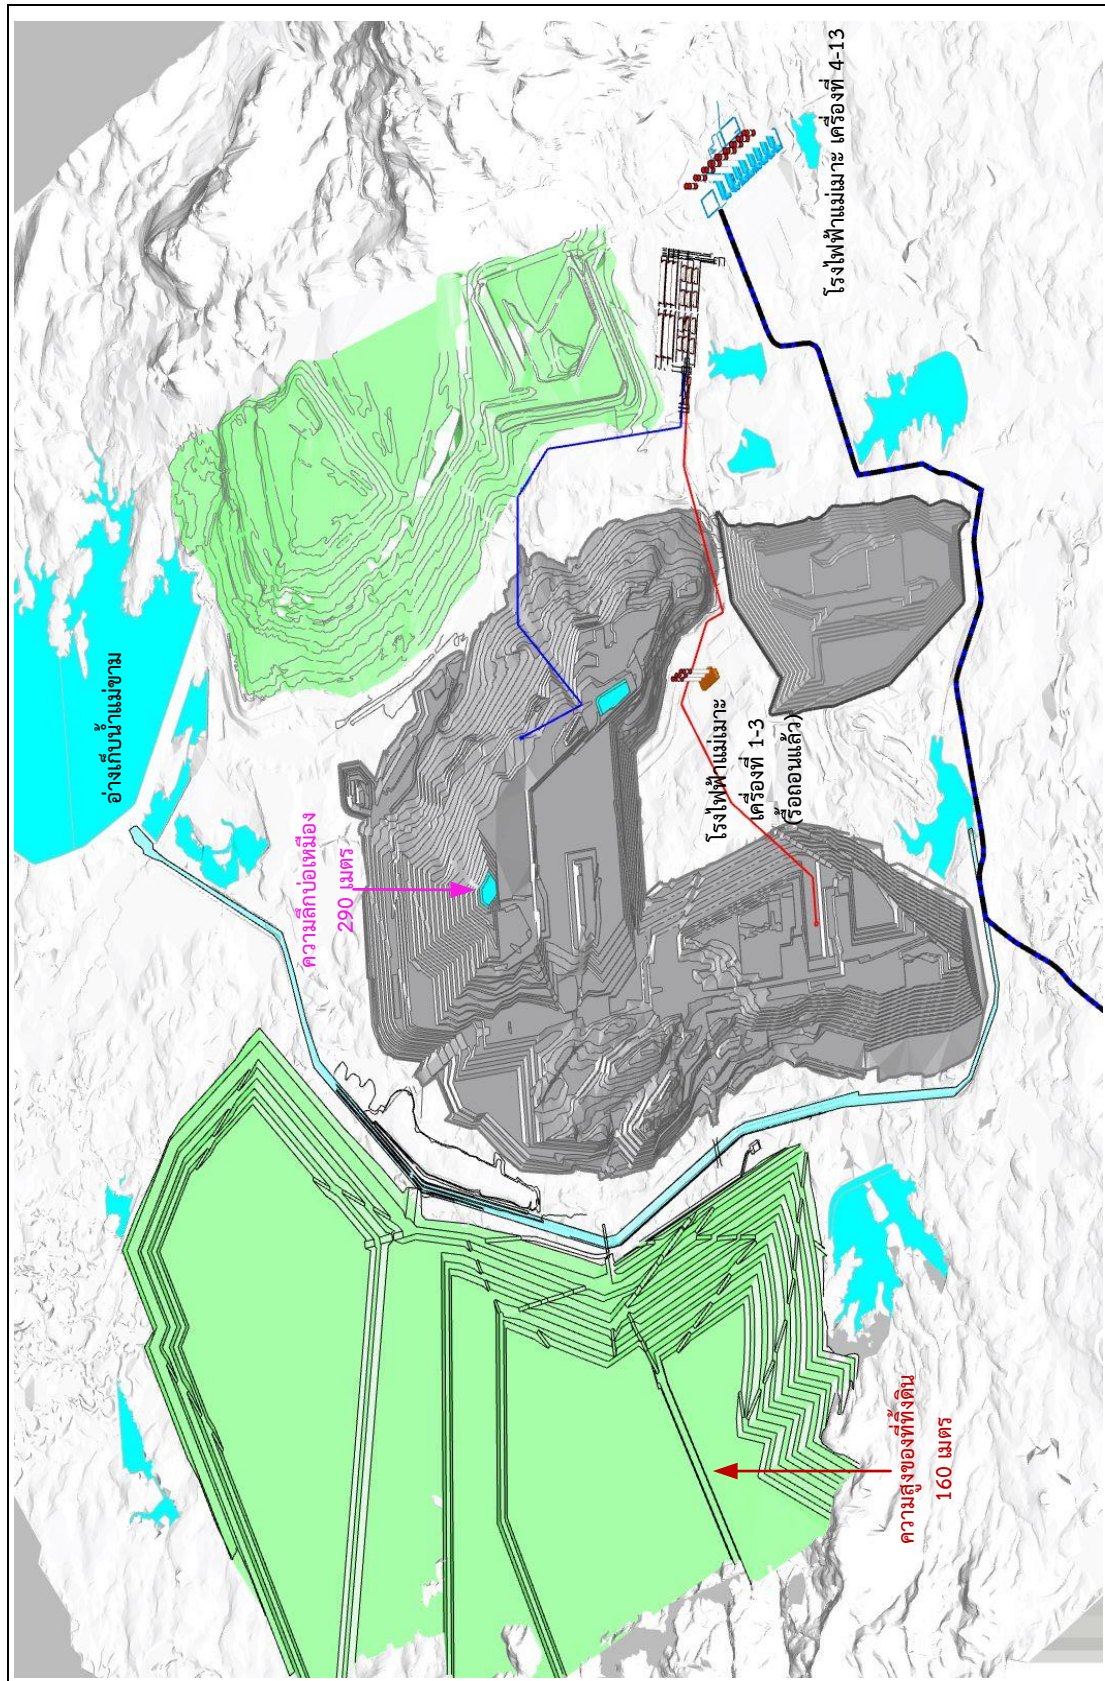 อ่างเก็บน้ำแม่ขาม
โรงไฟฟ้าแม่เมาะ เครื่องที่ 4-13
ความลึกบ่อเหมือง
290 เมตร
โรงไฟฟ้าแม่เมาะ
เครื่องที่ 1-3
(รื้อถอนแล้ว)
ความสูงของที่ทิ้งดิน
160 เมตร